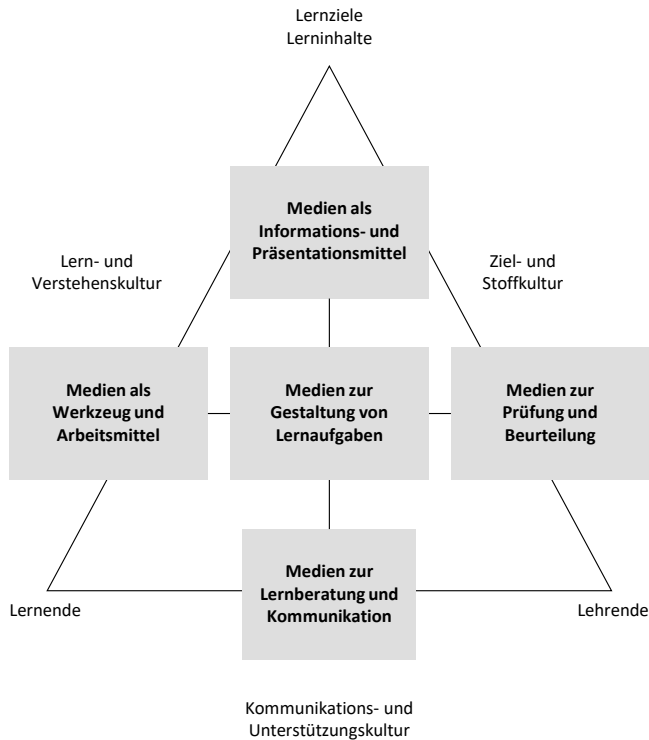 Lernziele
Lerninhalte
Medien als
Informations- und
Präsentationsmittel
Lern- und
Verstehenskultur
Ziel- und
Stoffkultur
Medien als
Werkzeug und
Arbeitsmittel
Medien zur
Gestaltung von
Lernaufgaben
Medien zur
Prüfung und
Beurteilung
Medien zur
Lernberatung und
Kommunikation
Lernende
Lehrende
Kommunikations- und
Unterstützungskultur